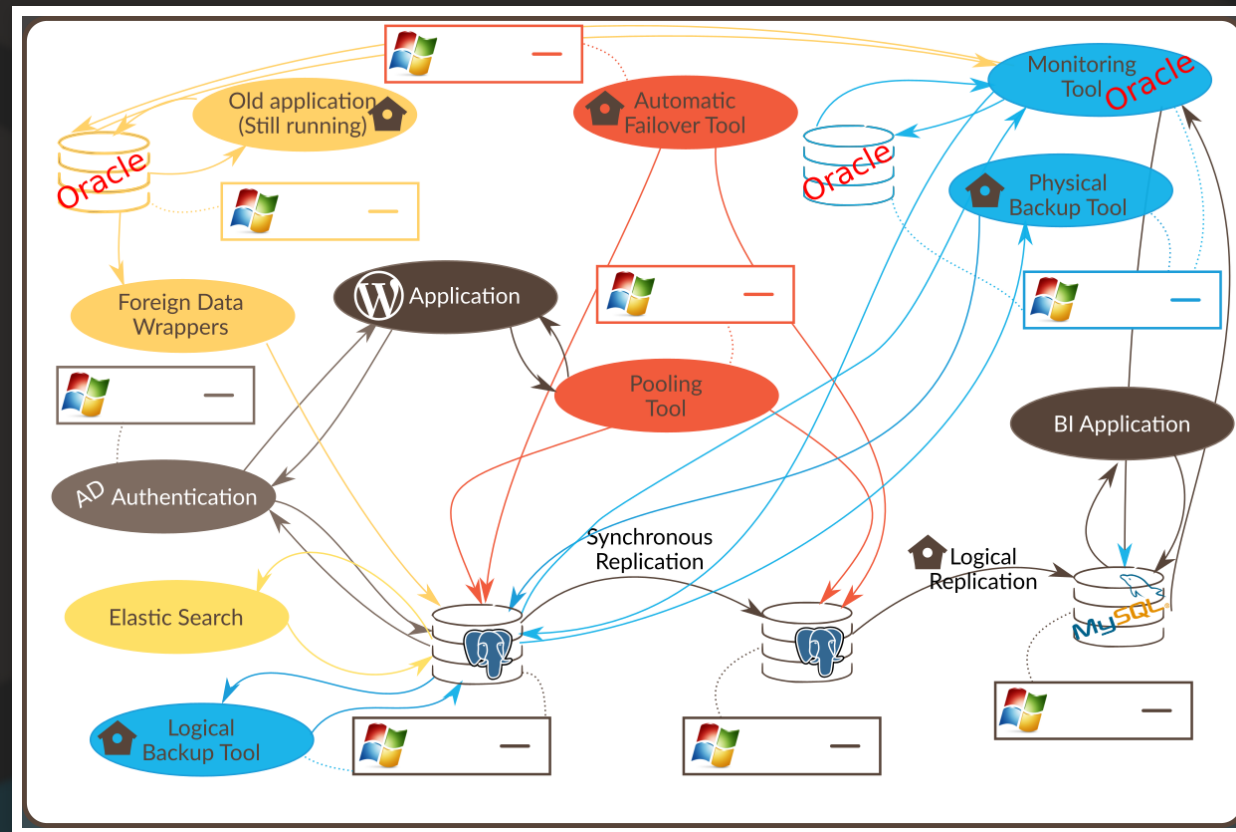 Old application
(Still running)
Oracle
Automatic
Failover Tool
Monitoring
Tool
Oracle
Oracle
Physical
Backup Tool
Foreign Data
Wrappers
W
Application
Pooling
Tool
BI Application
AD
Authentication
Synchronous
Replication
Logical
Replication
Elastic Search
MySQL
Logical
Backup Tool